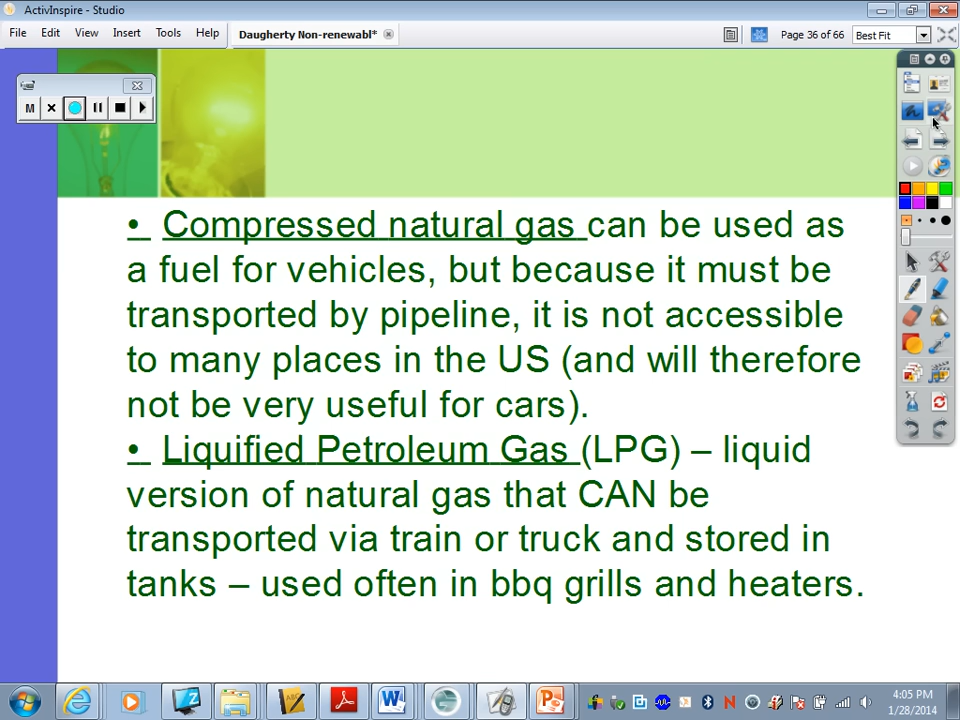 ActivInspire - Studio
File Edit View Insert Tools Help Daugherty Non-renewabl* Page 36 of 66 Best Fit
M
• Compressed natural gas can be used as
a fuel for vehicles, but because it must be
transported by pipeline, it is not accessible
to many places in the US (and will therefore
not be very useful for cars).
• Liquified Petroleum Gas (LPG) – liquid
version of natural gas that CAN be
transported via train or truck and stored in
tanks – used often in bbq grills and heaters.
4:05 PM
1/28/2014